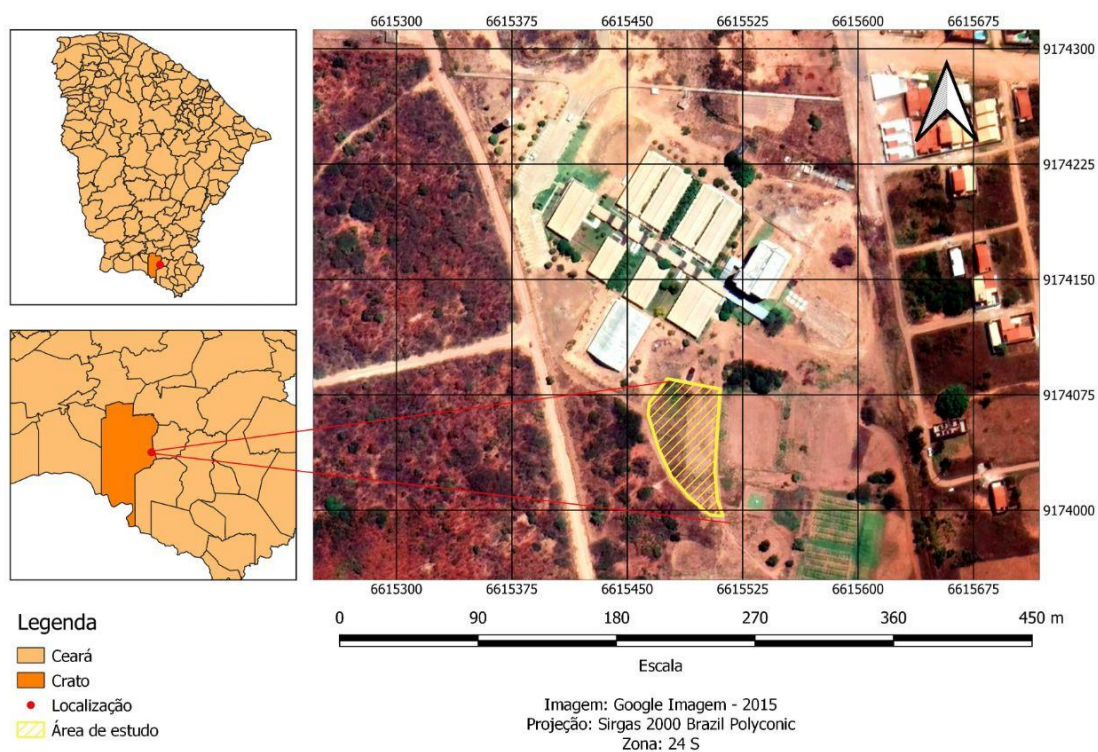 6615300 6615375 6615450 6615525 6615600 6615675
9174300
9174225
9174150
9174075
9174000
6615300 6615375 6615450 6615525 6615600 6615675
0 90 180 270 360 450 m
Escala
Legenda
Ceará
Crato
Localização
Área de estudo
Imagem: Google Imagem - 2015
Projeção: Sirgas 2000 Brazil Polyconic
Zona: 24 S